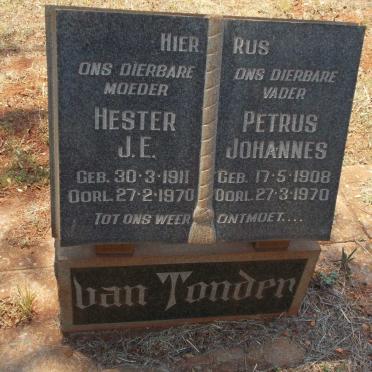 HIER RUS
ONS DIERBARE
MOEDER
HESTER
J.E.
GEB. 30-3-1911
OORL. 27-2-1970
ONS DIERBARE
VADER
PETRUS
JOHANNES
GEB. 17-5-1908
OORL. 27-3-1970
TOT ONS WEER ONTMOET....
van Tonder